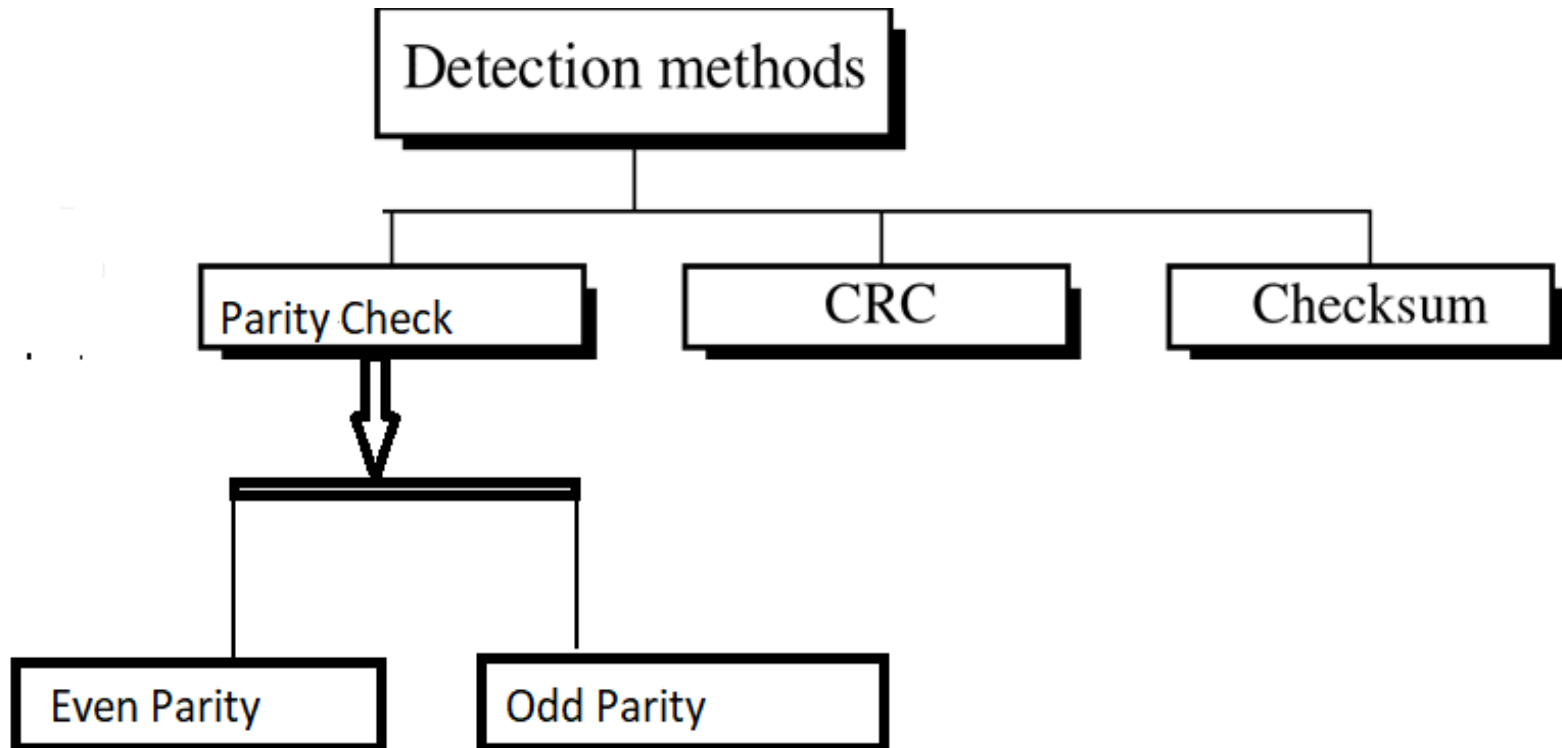 Detection methods
Parity Check
CRC
Checksum
Even Parity
Odd Parity